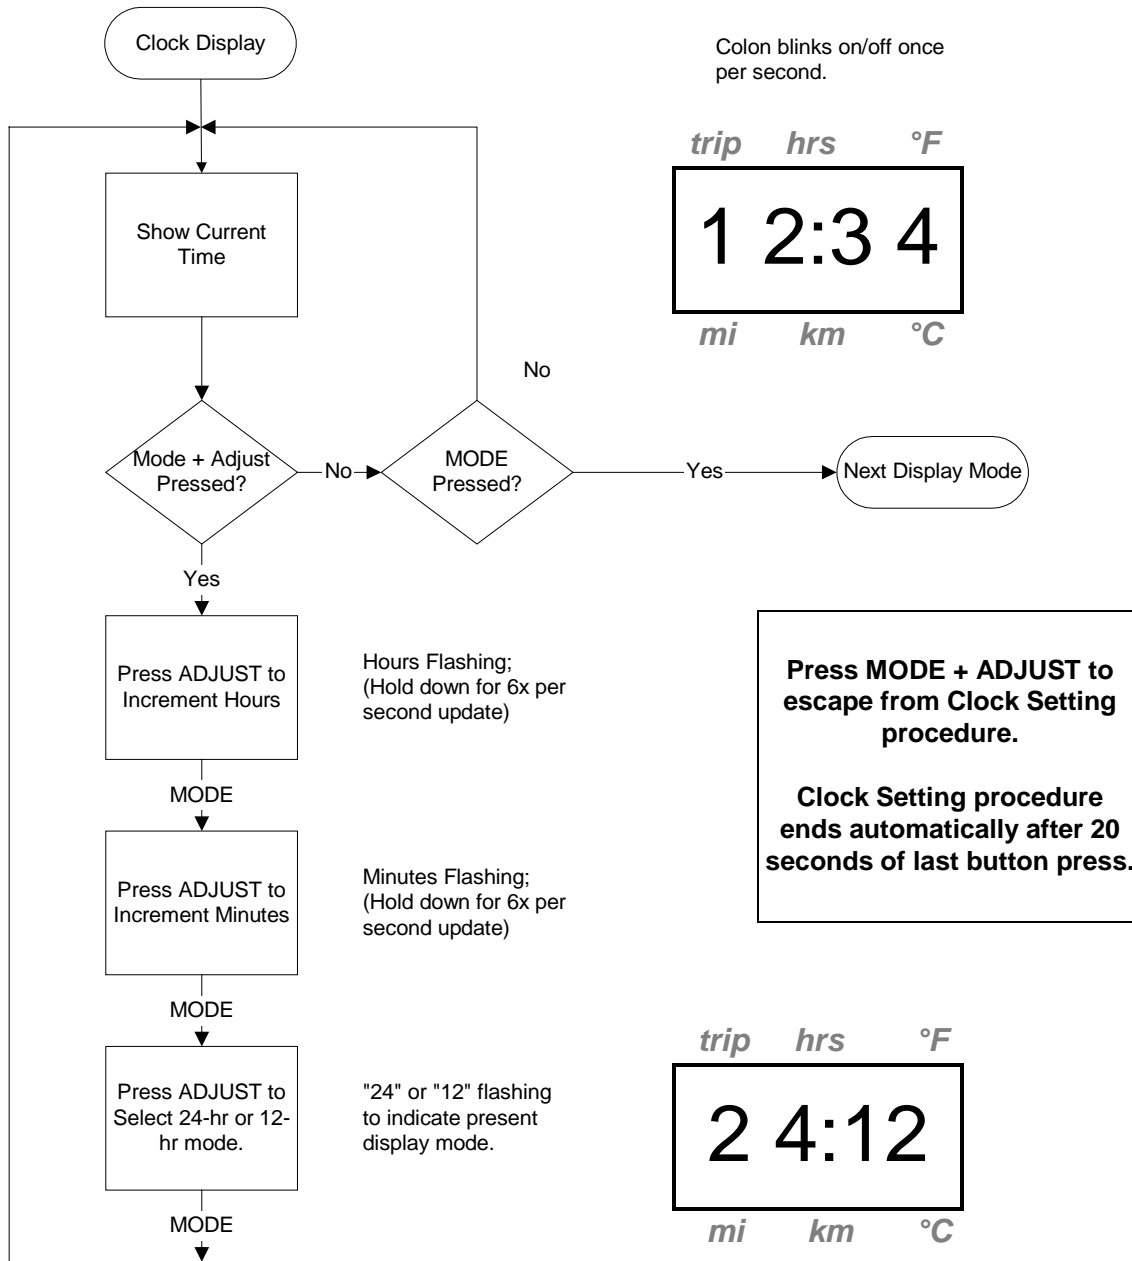 Clock Display
Colon blinks on/off once
per second.
trip hrs °F
1 2:3 4
mi km °C
Show Current
Time
No
Mode + Adjust
Pressed?
No
MODE
Pressed?
Yes
Next Display Mode
Yes
Press ADJUST to
Increment Hours
Hours Flashing;
(Hold down for 6x per
second update)
Press MODE + ADJUST to
escape from Clock Setting
procedure.
Clock Setting procedure
ends automatically after 20
seconds of last button press.
MODE
Press ADJUST to
Increment Minutes
Minutes Flashing;
(Hold down for 6x per
second update)
MODE
Press ADJUST to
Select 24-hr or 12-
hr mode.
"24" or "12" flashing
to indicate present
display mode.
trip hrs °F
2 4:12
mi km °C
MODE